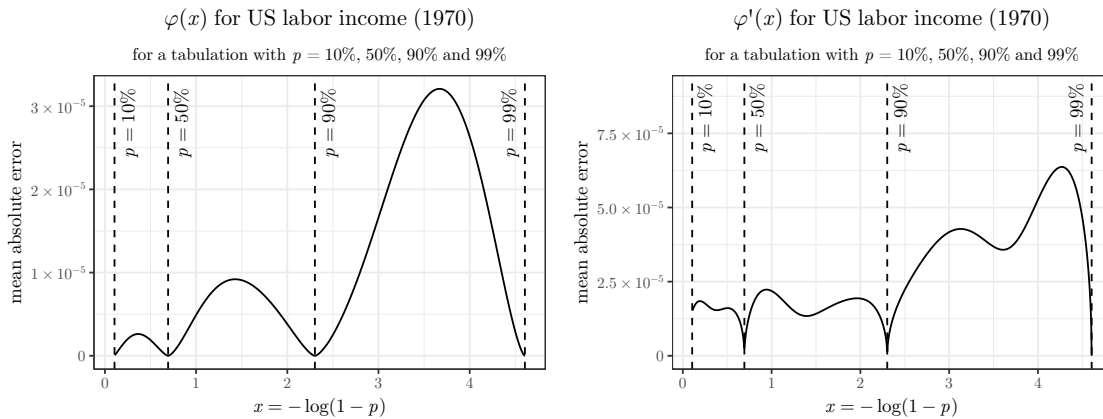 φ(x) for US labor income (1970)
for a tabulation with p = 10%, 50%, 90% and 99%
p = 10%
p = 50%
p = 90%
p = 99%
3 × 10⁻⁵
2 × 10⁻⁵
1 × 10⁻⁵
0
mean absolute error
0 1 2 3 4
x = −log(1 − p)
φ'(x) for US labor income (1970)
for a tabulation with p = 10%, 50%, 90% and 99%
p = 10%
p = 50%
p = 90%
p = 99%
7.5 × 10⁻⁵
5.0 × 10⁻⁵
2.5 × 10⁻⁵
0
mean absolute error
0 1 2 3 4
x = −log(1 − p)